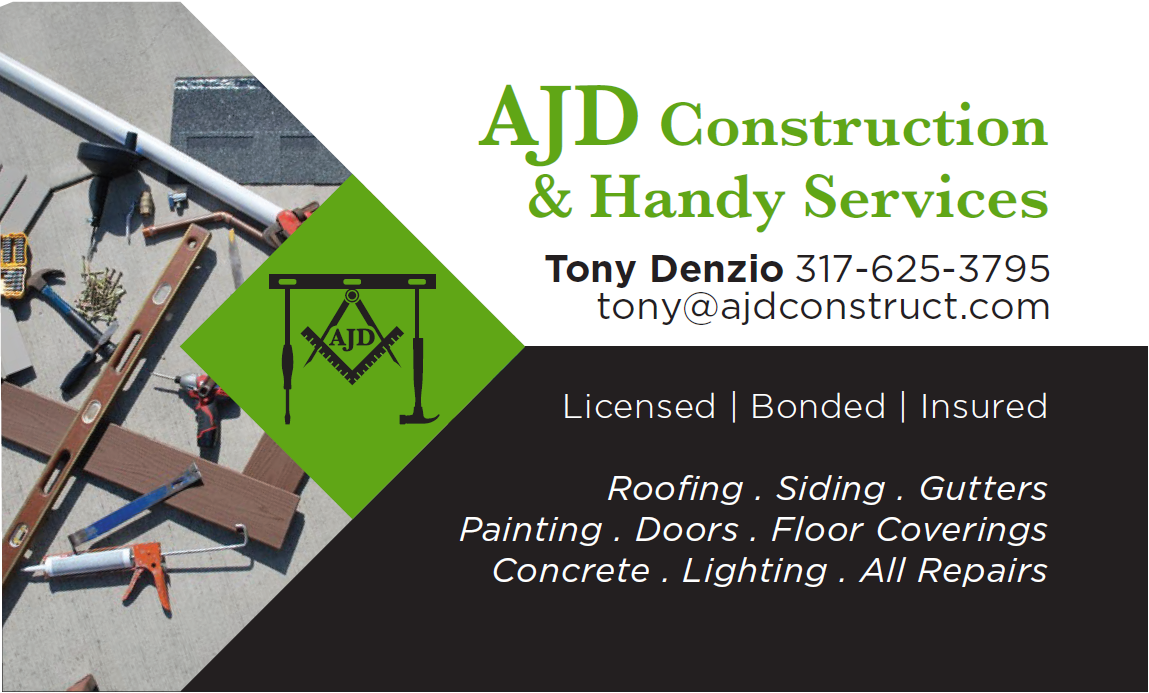 AJD Construction
& Handy Services
Tony Denzio 317-625-3795
tony@ajdconstruct.com
AJD
Licensed | Bonded | Insured
Roofing . Siding . Gutters
Painting . Doors . Floor Coverings
Concrete . Lighting . All Repairs